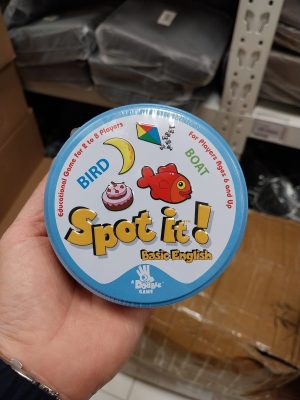 Educational Game for 2 to 8 Players
For Players Ages 6 and Up
BIRD
BOAT
Spot it!
Basic English
A
DOBBLE
GAME